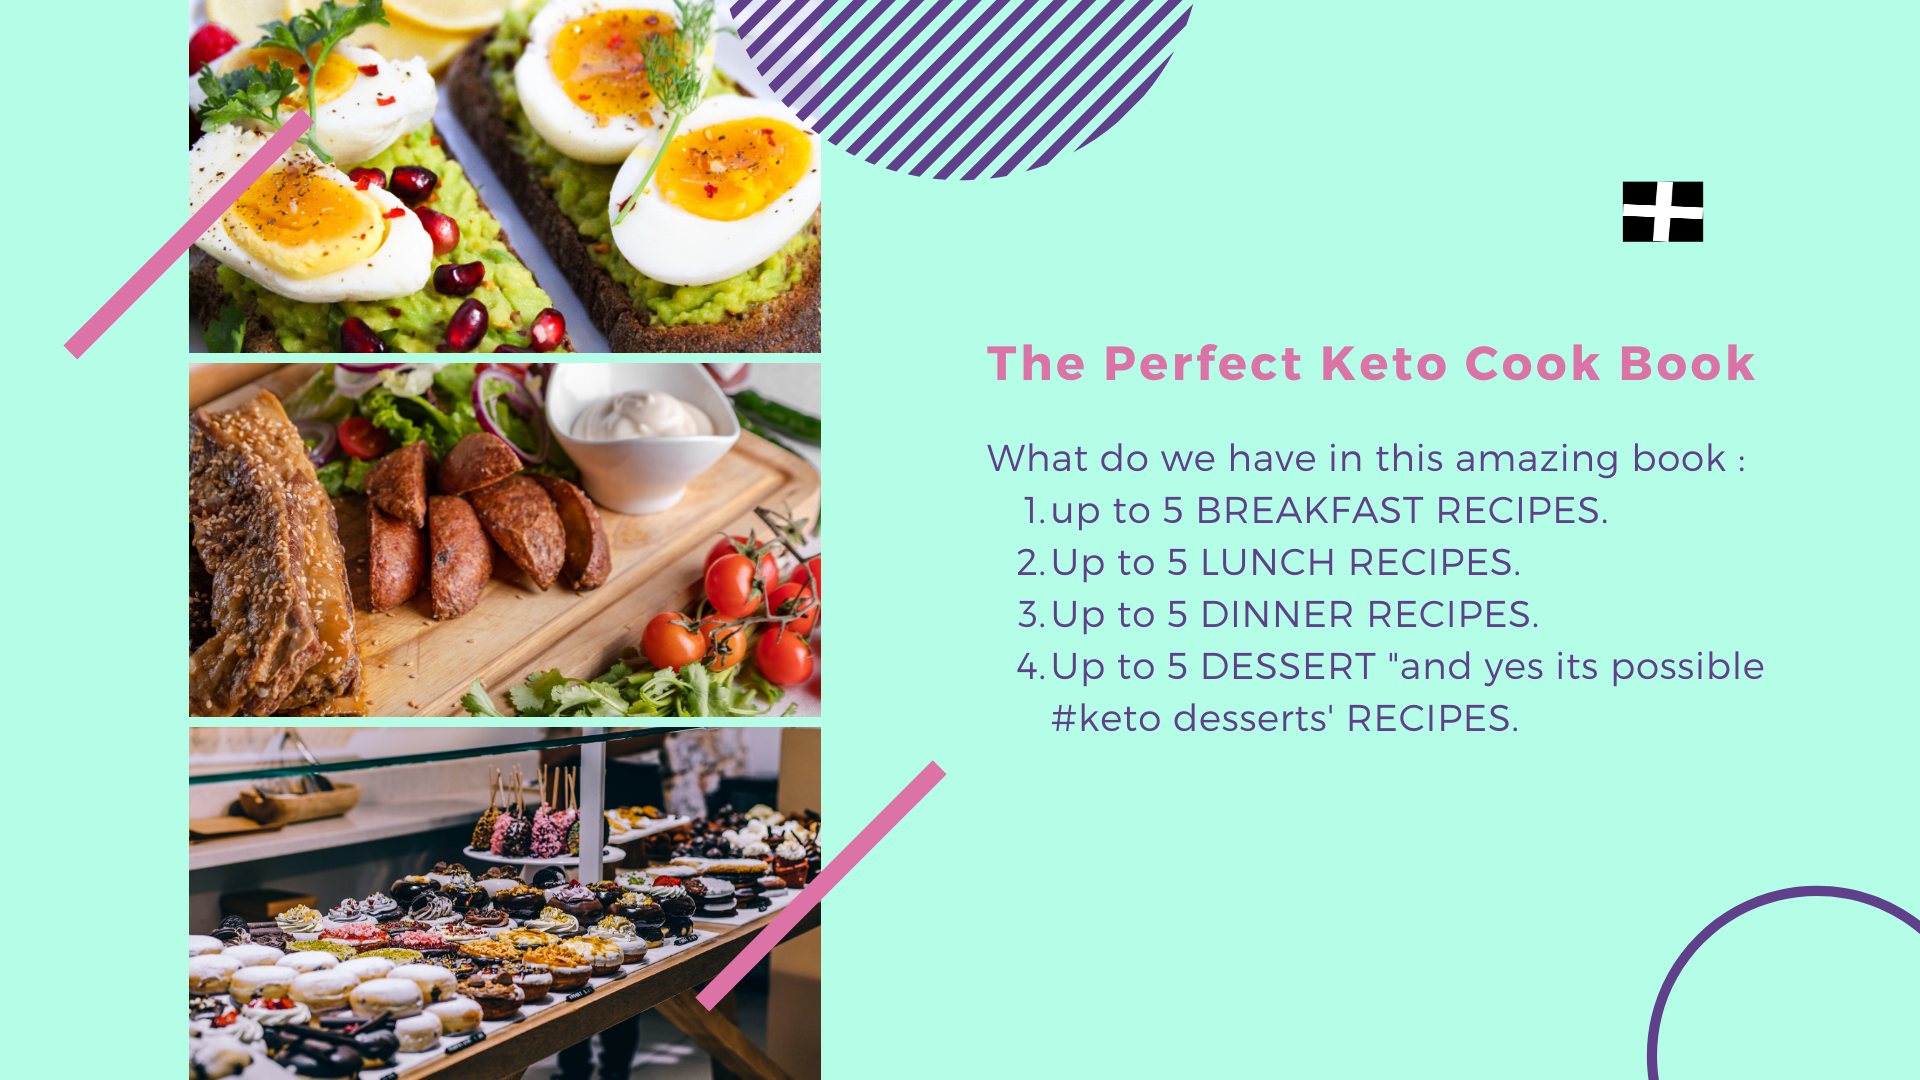 The Perfect Keto Cook Book
What do we have in this amazing book :
1. up to 5 BREAKFAST RECIPES.
2. Up to 5 LUNCH RECIPES.
3. Up to 5 DINNER RECIPES.
4. Up to 5 DESSERT "and yes its possible
#keto desserts' RECIPES.